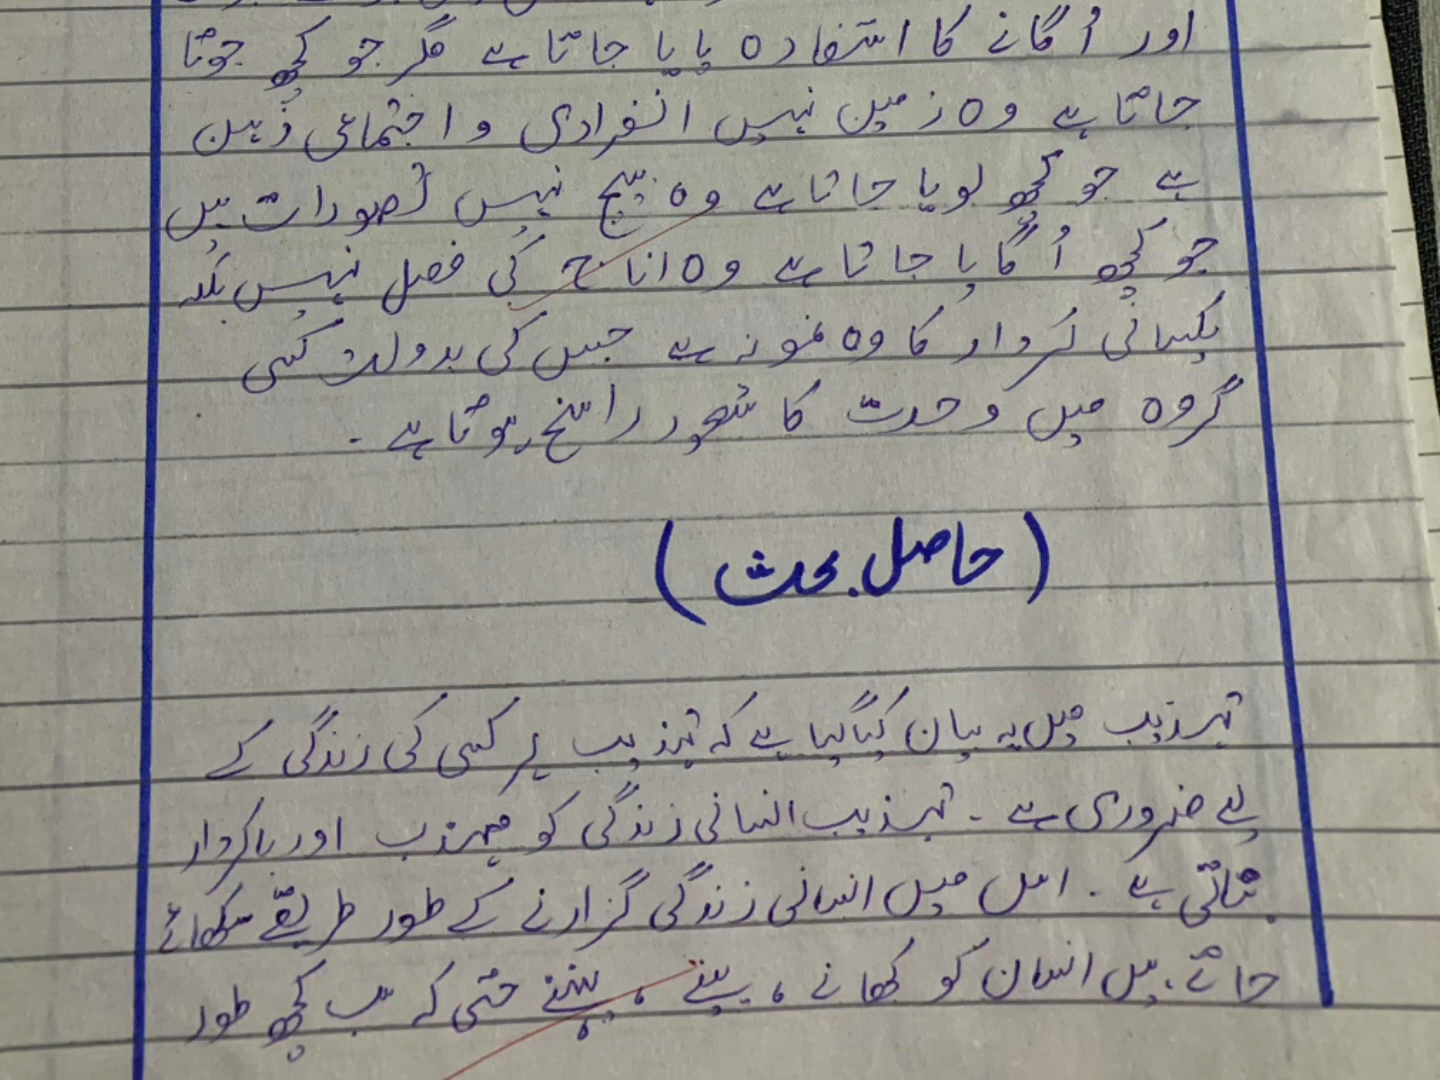 اور اُگانے کا استفادہ پایا جاتا ہے مگر جو کچھ جوتا
جاتا ہے وہ زمین نہیں انفرادی و اجتماعی ذہن
ہے جو کچھ بویا جاتا ہے وہ بیج نہیں تصورات ہیں
جو کچھ اُگایا جاتا ہے وہ اناج کی فصل نہیں بلکہ
یکسانی کردار کا وہ نمونہ ہے جس کی بدولت کسی
گروہ میں وحدت کا شعور راسخ ہوتا ہے۔
(حاصل بحث)
تہذیب میں یہ بیان کیا گیا ہے کہ تہذیب ہر کسی کی زندگی کے
لیے ضروری ہے۔ تہذیب انسانی زندگی کو مہذب اور باکردار
بناتی ہے۔ اس میں انسانی زندگی گزارنے کے طور طریقے سکھائے
جاتے ہیں انسان کو کھانے، پینے، پہننے حتی کہ سب کچھ طور